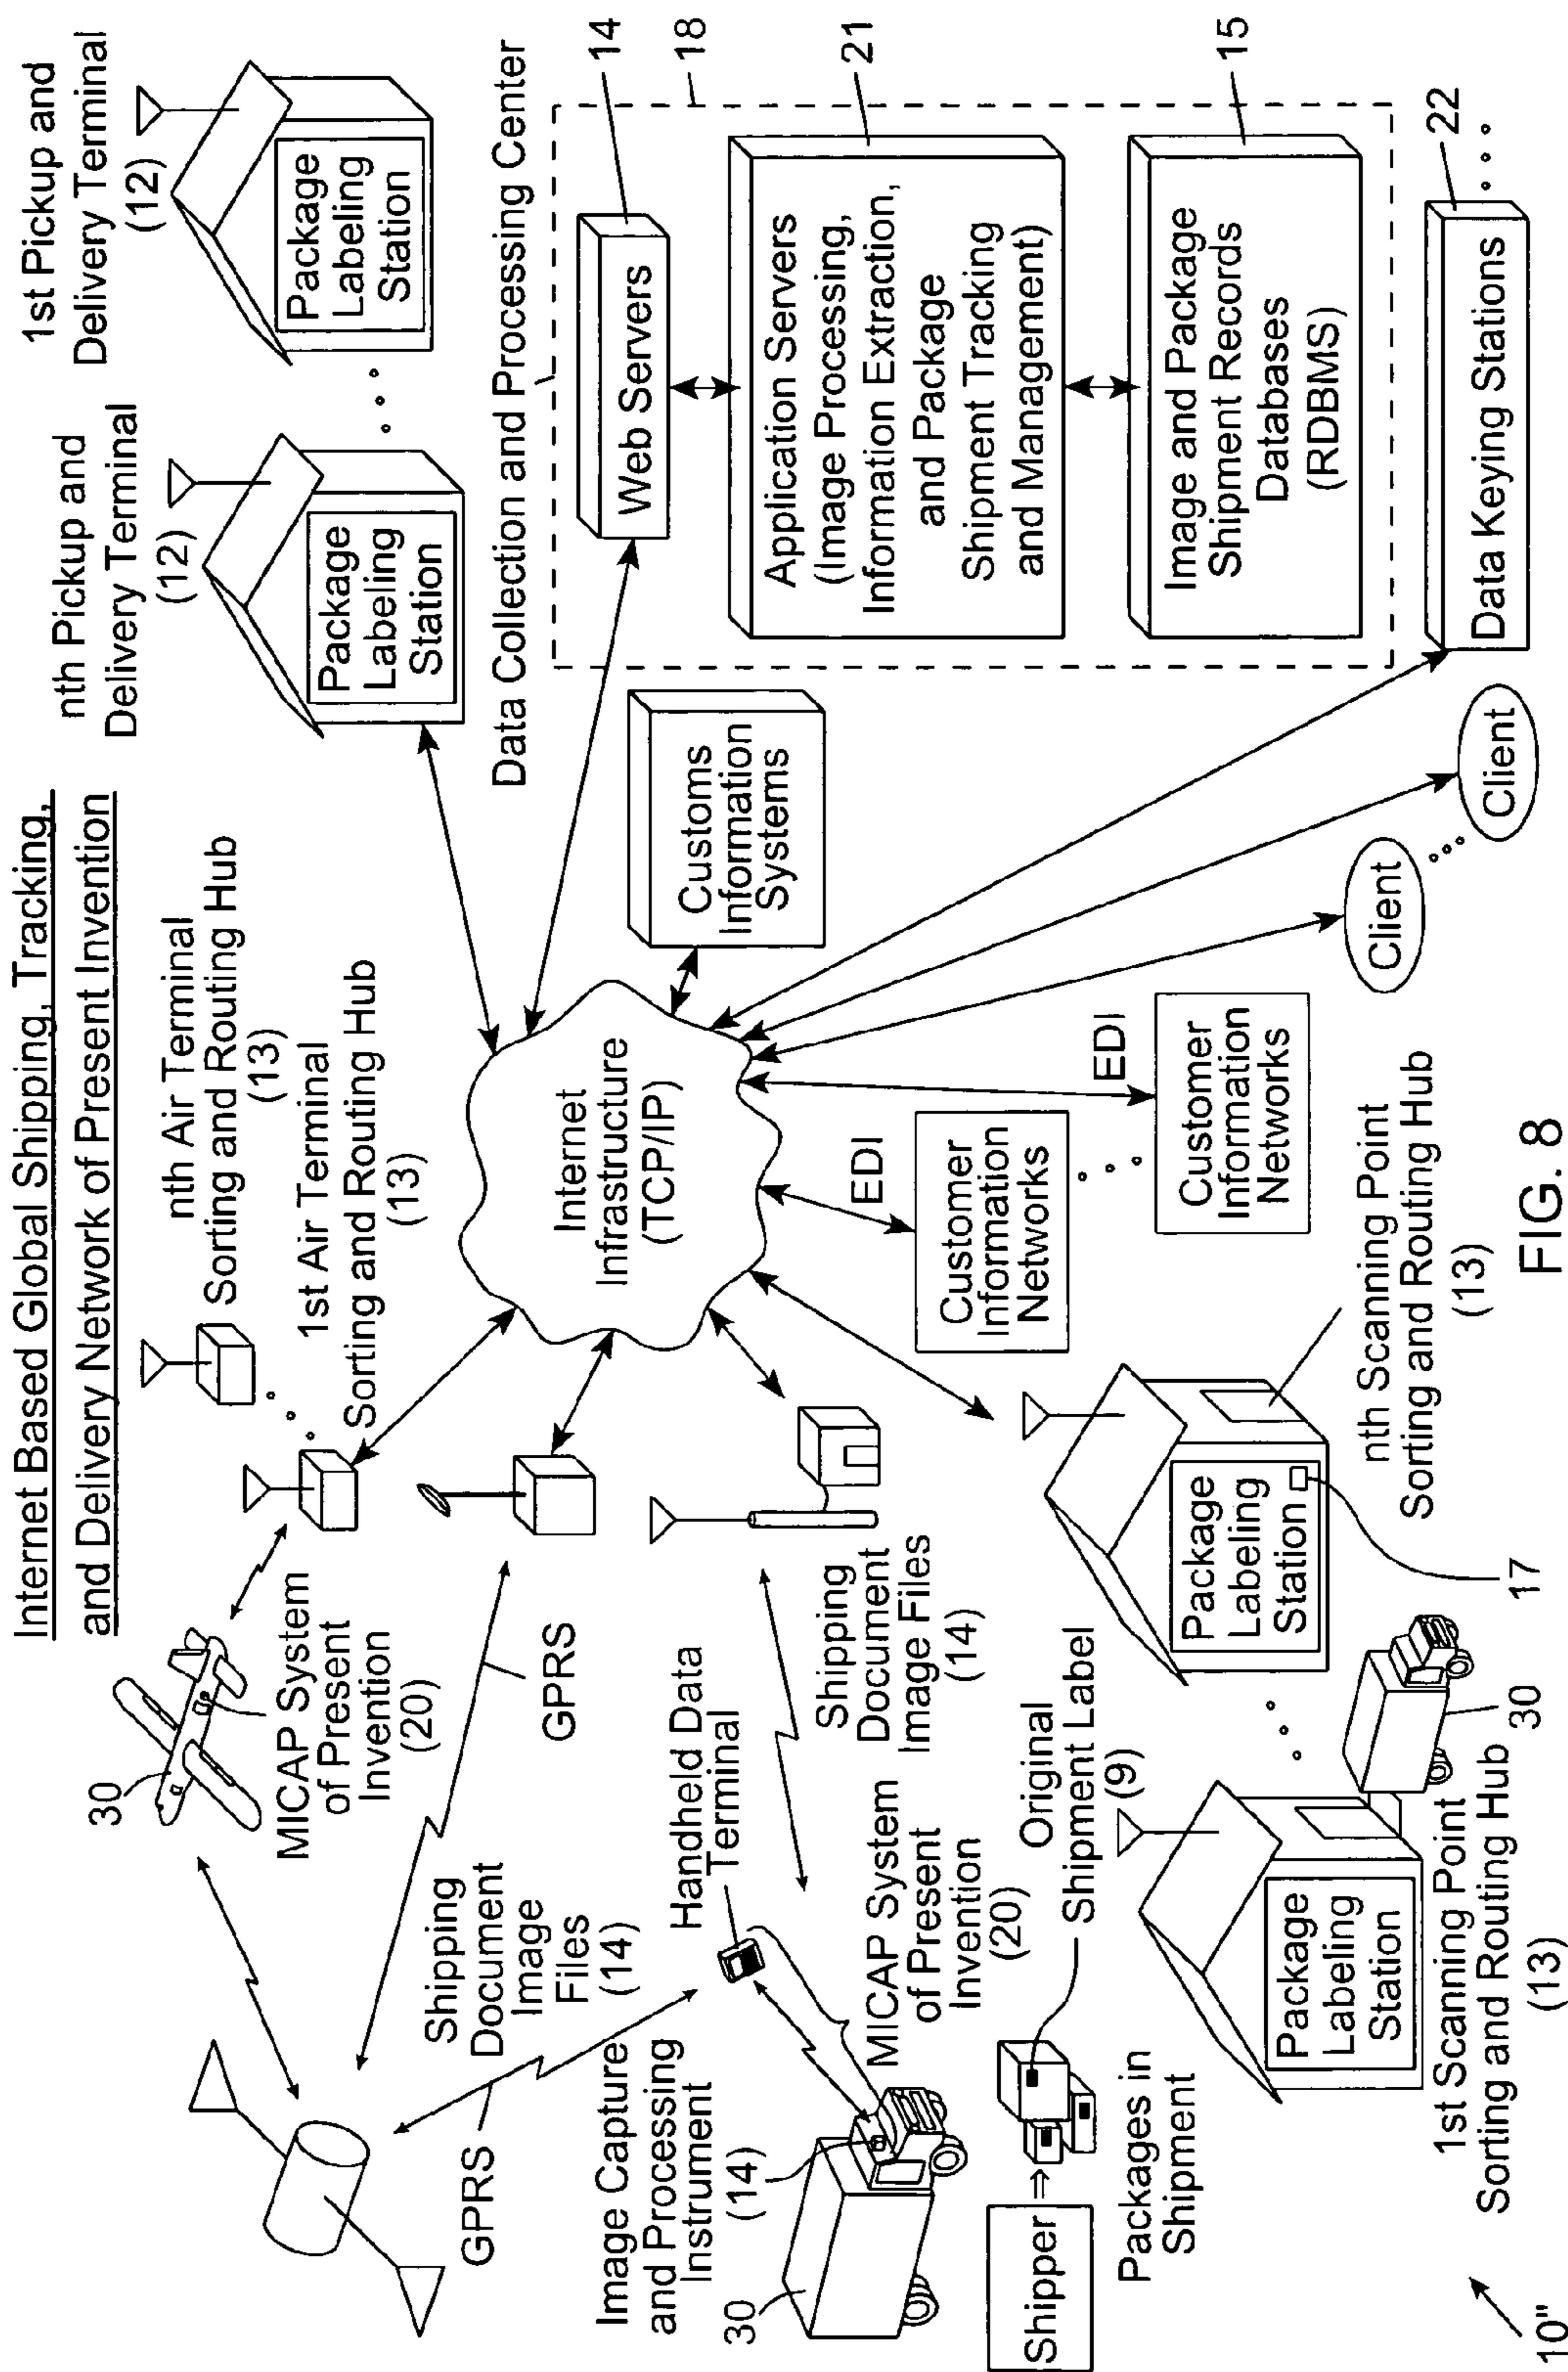 Internet Based Global Shipping, Tracking,
and Delivery Network of Present Invention
1st Pickup and
Delivery Terminal
(12)
Package
Labeling
Station
nth Pickup and
Delivery Terminal
(12)
Package
Labeling
Station
nth Air Terminal
Sorting and Routing Hub
(13)
1st Air Terminal
Sorting and Routing Hub
(13)
30
MICAP System
of Present
Invention
(20)
GPRS
Shipping
Document
Image
Files
(14)
GPRS
Handheld Data
Terminal
Image Capture
and Processing
Instrument
(14)
30
MICAP System
of Present
Invention
(20)
Shipping
Document
Image Files
(14)
Internet
Infrastructure
(TCP/IP)
Data Collection and Processing Center
Web Servers
14
18
Application Servers
(Image Processing,
Information Extraction,
and Package
Shipment Tracking
and Management)
21
Image and Package
Shipment Records
Databases
(RDBMS)
15
Data Keying Stations
22
Customs
Information
Systems
Client
Client
EDI
Customer
Information
Networks
EDI
Customer
Information
Networks
Shipper
Packages in
Shipment
Original
Shipment Label
(9)
Package
Labeling
Station
1st Scanning Point
Sorting and Routing Hub
(13)
30
Package
Labeling
Station
17
nth Scanning Point
Sorting and Routing Hub
(13)
10"
FIG. 8